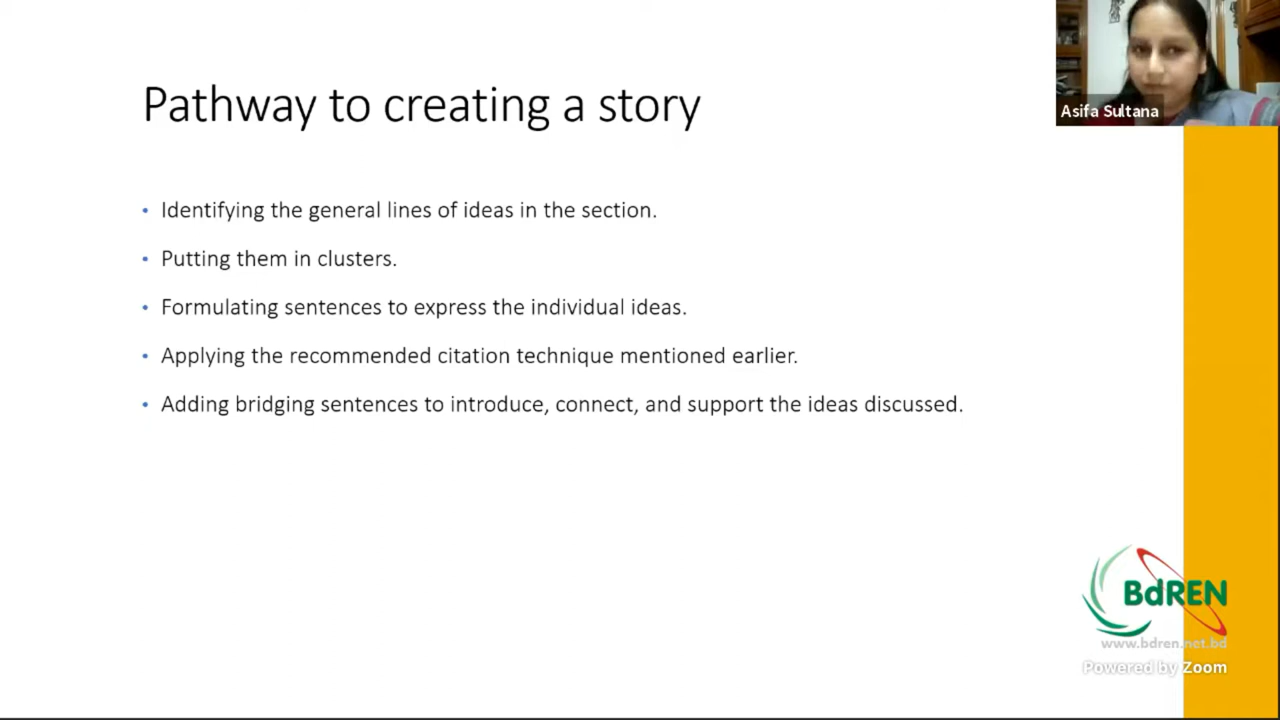 Pathway to creating a story
Asifa Sultana
• Identifying the general lines of ideas in the section.
• Putting them in clusters.
• Formulating sentences to express the individual ideas.
• Applying the recommended citation technique mentioned earlier.
• Adding bridging sentences to introduce, connect, and support the ideas discussed.
BdREN
www.bdren.net.bd
Powered by Zoom